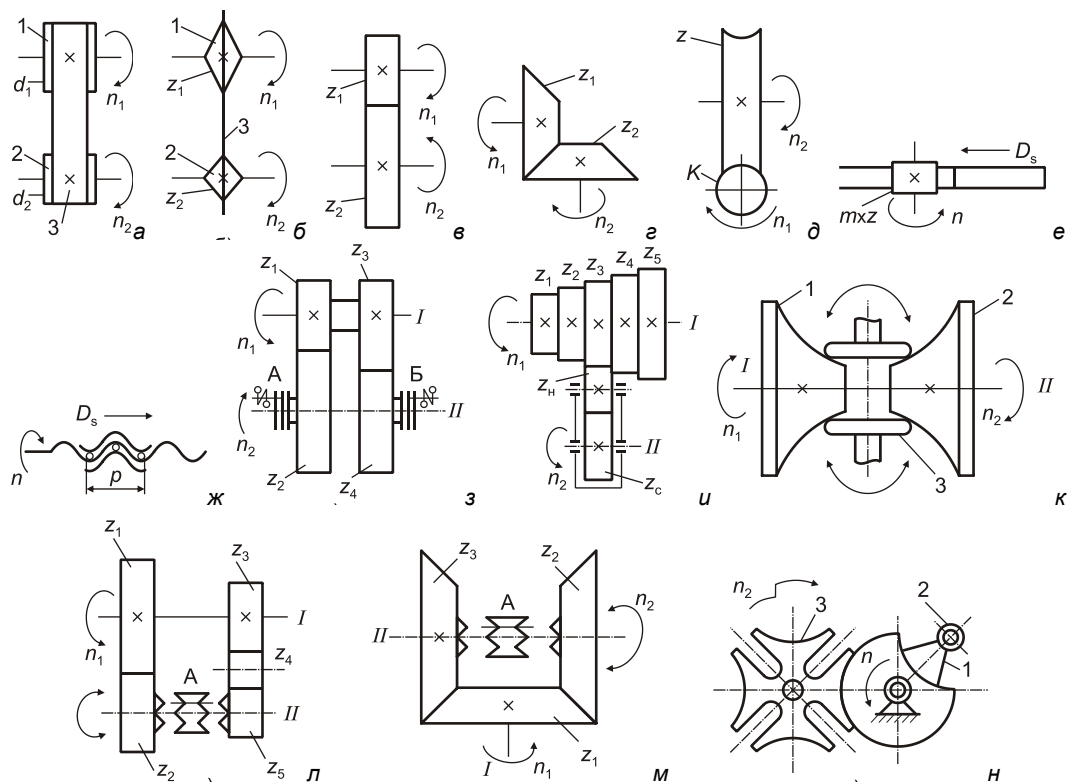 1
d₁
n₁
2
d₂
n₂
3
а
1
z₁
n₁
3
2
z₂
n₂
б
z₁
n₁
z₂
n₂
в
z₁
n₁
z₂
n₂
г
z
n₂
K
n₁
д
Dₛ
m×z
n
е
Dₛ
n
p
ж
z₁
z₃
n₁
I
А
Б
n₂
II
z₂
z₄
з
z₁ z₂ z₃ z₄ z₅
n₁
I
zн
n₂
II
zс
и
1
2
I
II
n₁
n₂
3
к
z₁
z₃
I
n₁
z₄
А
II
z₂
z₅
л
z₃
z₂
А
n₂
II
z₁
I
n₁
м
n₂
3
2
n
1
н